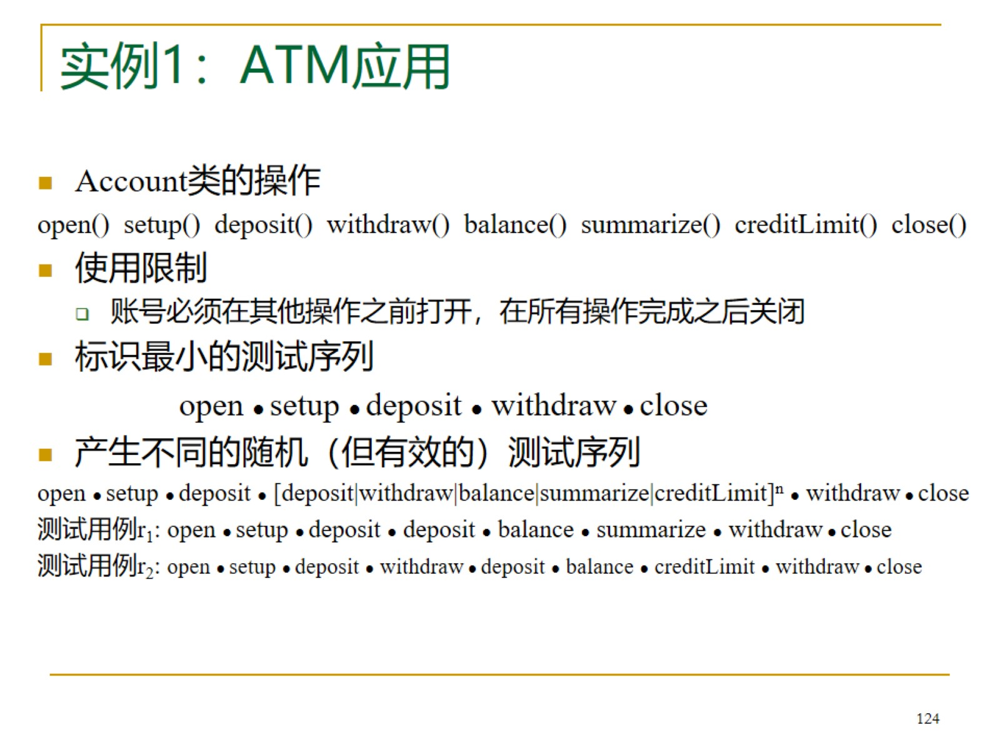 实例1：ATM应用
Account类的操作
open() setup() deposit() withdraw() balance() summarize() creditLimit() close()
使用限制
账号必须在其他操作之前打开，在所有操作完成之后关闭
标识最小的测试序列
open • setup • deposit • withdraw • close
产生不同的随机（但有效的）测试序列
open • setup • deposit • [deposit|withdraw|balance|summarize|creditLimit]ⁿ • withdraw • close
测试用例r₁: open • setup • deposit • deposit • balance • summarize • withdraw • close
测试用例r₂: open • setup • deposit • withdraw • deposit • balance • creditLimit • withdraw • close
124